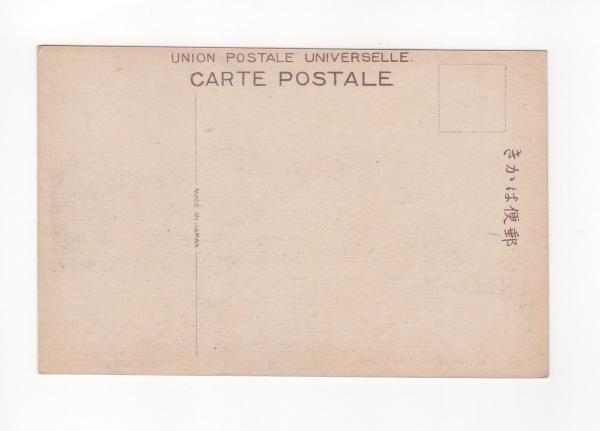 UNION POSTALE UNIVERSELLE.
CARTE POSTALE
MADE IN JAPAN
きかは便郵